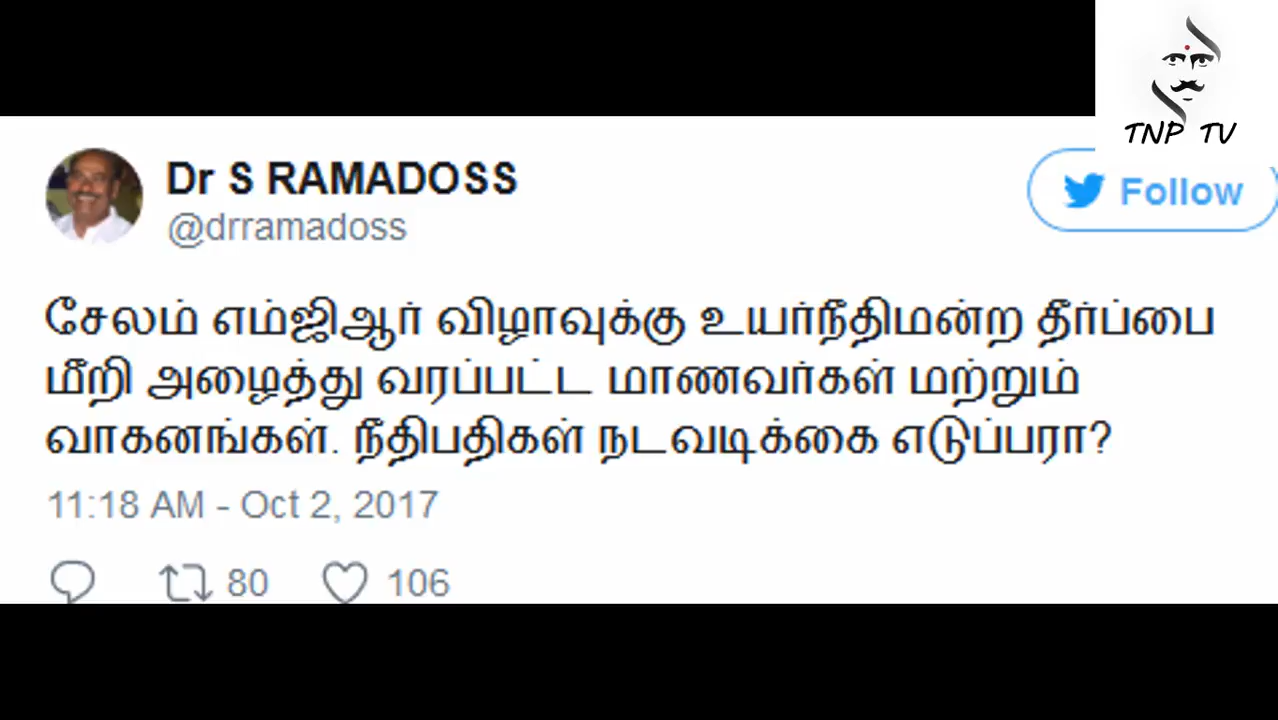 TNP TV
Dr S RAMADOSS
Follow
@drramadoss
சேலம் எம்ஜிஆர் விழாவுக்கு உயர்நீதிமன்ற தீர்ப்பை
மீறி அழைத்து வரப்பட்ட மாணவர்கள் மற்றும்
வாகனங்கள். நீதிபதிகள் நடவடிக்கை எடுப்பரா?
11:18 AM - Oct 2, 2017
80 106